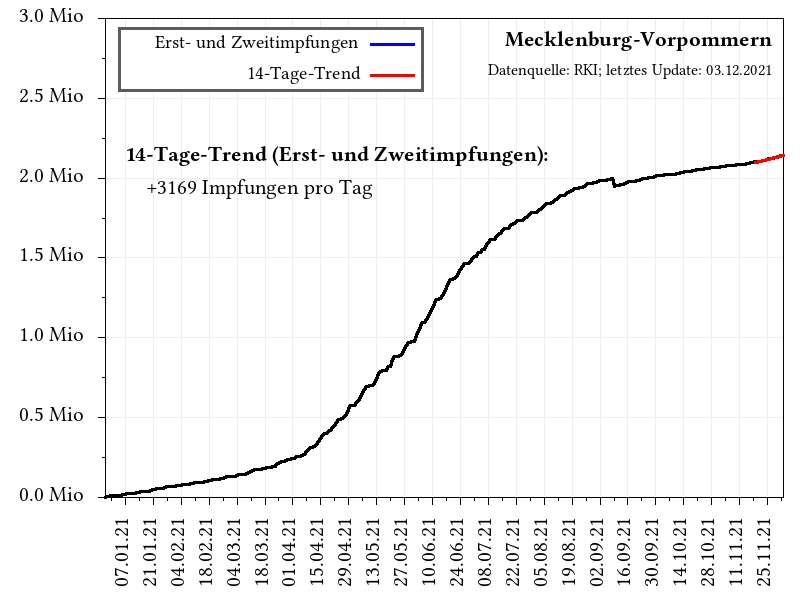 3.0 Mio
2.5 Mio
2.0 Mio
1.5 Mio
1.0 Mio
0.5 Mio
0.0 Mio
Erst- und Zweitimpfungen
14-Tage-Trend
Mecklenburg-Vorpommern
Datenquelle: RKI; letztes Update: 03.12.2021
14-Tage-Trend (Erst- und Zweitimpfungen):
+3169 Impfungen pro Tag
07.01.21
21.01.21
04.02.21
18.02.21
04.03.21
18.03.21
01.04.21
15.04.21
29.04.21
13.05.21
27.05.21
10.06.21
24.06.21
08.07.21
22.07.21
05.08.21
19.08.21
02.09.21
16.09.21
30.09.21
14.10.21
28.10.21
11.11.21
25.11.21